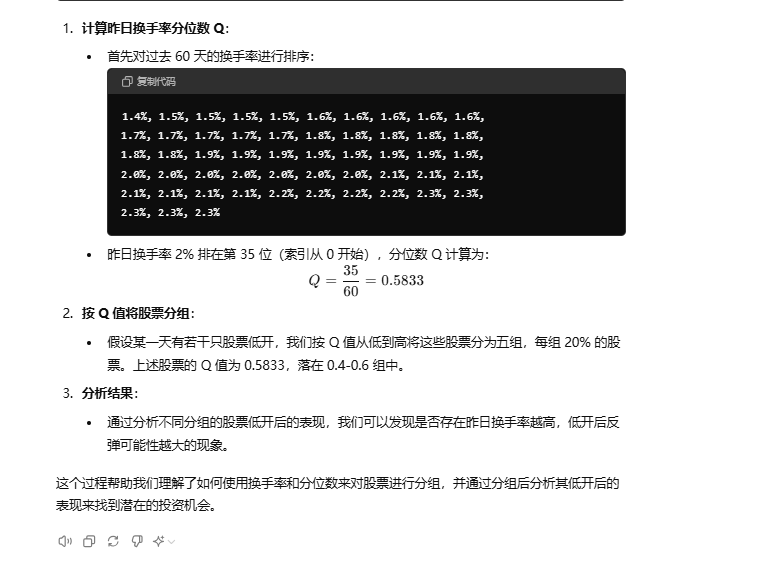 1. 计算昨日换手率分位数 Q：
• 首先对过去 60 天的换手率进行排序：
复制代码
1.4%, 1.5%, 1.5%, 1.5%, 1.5%, 1.6%, 1.6%, 1.6%, 1.6%, 1.6%,
1.7%, 1.7%, 1.7%, 1.7%, 1.7%, 1.8%, 1.8%, 1.8%, 1.8%, 1.8%,
1.8%, 1.8%, 1.9%, 1.9%, 1.9%, 1.9%, 1.9%, 1.9%, 1.9%, 1.9%,
2.0%, 2.0%, 2.0%, 2.0%, 2.0%, 2.0%, 2.0%, 2.1%, 2.1%, 2.1%,
2.1%, 2.1%, 2.1%, 2.1%, 2.2%, 2.2%, 2.2%, 2.2%, 2.3%, 2.3%,
2.3%, 2.3%, 2.3%
• 昨日换手率 2% 排在第 35 位（索引从 0 开始），分位数 Q 计算为：
Q = 35/60 = 0.5833
2. 按 Q 值将股票分组：
• 假设某一天有若干只股票低开，我们按 Q 值从低到高将这些股票分为五组，每组 20% 的股
票。上述股票的 Q 值为 0.5833，落在 0.4-0.6 组中。
3. 分析结果：
• 通过分析不同分组的股票低开后的表现，我们可以发现是否存在昨日换手率越高，低开后反
弹可能性越大的现象。
这个过程帮助我们理解了如何使用换手率和分位数来对股票进行分组，并通过分组后分析其低开后的
表现来找到潜在的投资机会。